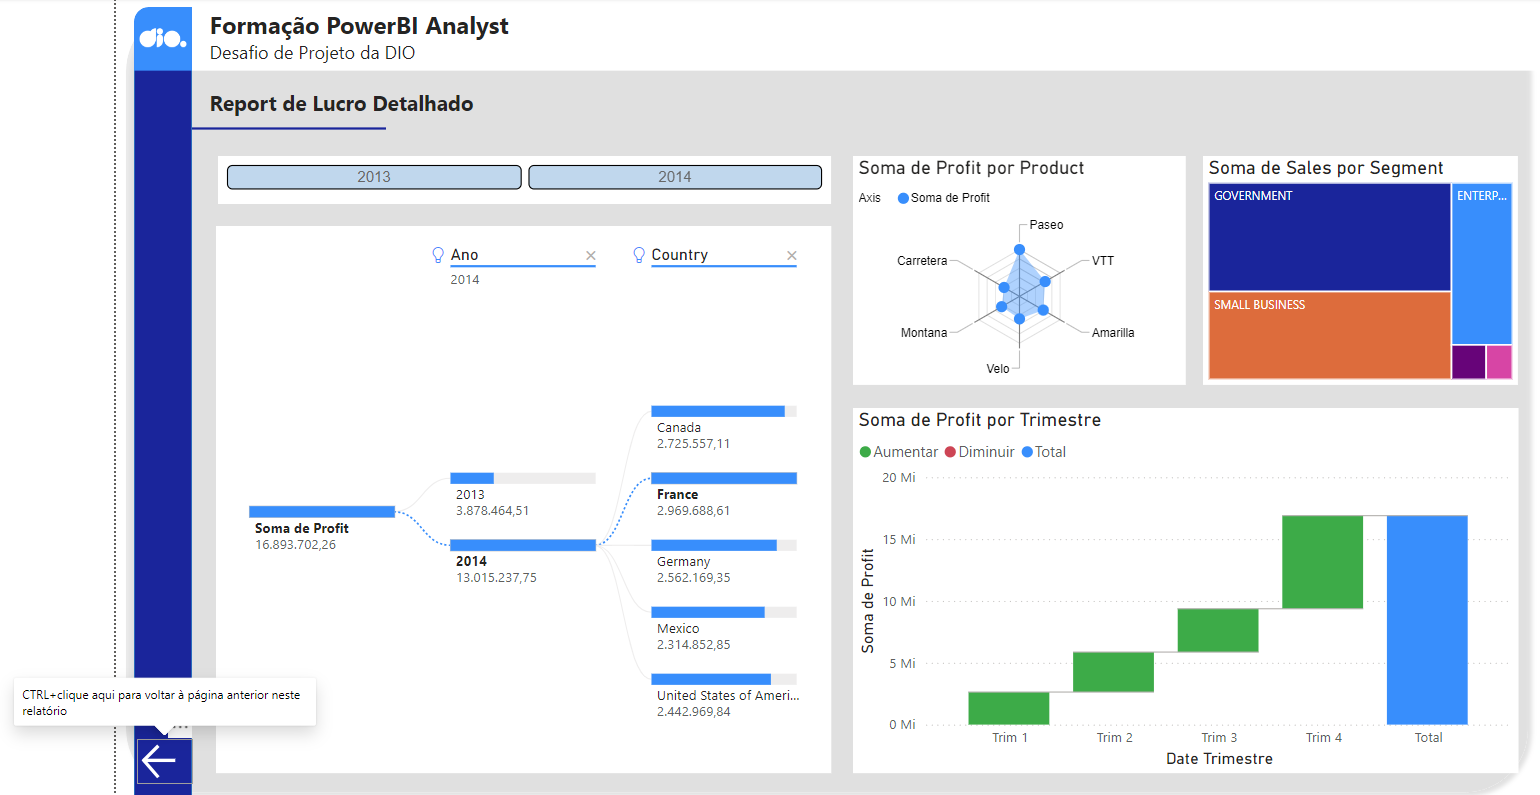 dio.
Formação PowerBI Analyst
Desafio de Projeto da DIO
Report de Lucro Detalhado
2013
2014
Ano
2014
Country
Soma de Profit
16.893.702,26
2013
3.878.464,51
2014
13.015.237,75
Canada
2.725.557,11
France
2.969.688,61
Germany
2.562.169,35
Mexico
2.314.852,85
United States of Ameri...
2.442.969,84
Soma de Profit por Product
Axis
Soma de Profit
Paseo
VTT
Amarilla
Velo
Montana
Carretera
Soma de Sales por Segment
GOVERNMENT
ENTERP...
SMALL BUSINESS
Soma de Profit por Trimestre
Aumentar
Diminuir
Total
Soma de Profit
20 Mi
15 Mi
10 Mi
5 Mi
0 Mi
Trim 1
Trim 2
Trim 3
Trim 4
Total
Date Trimestre
CTRL+clique aqui para voltar à página anterior neste
relatório